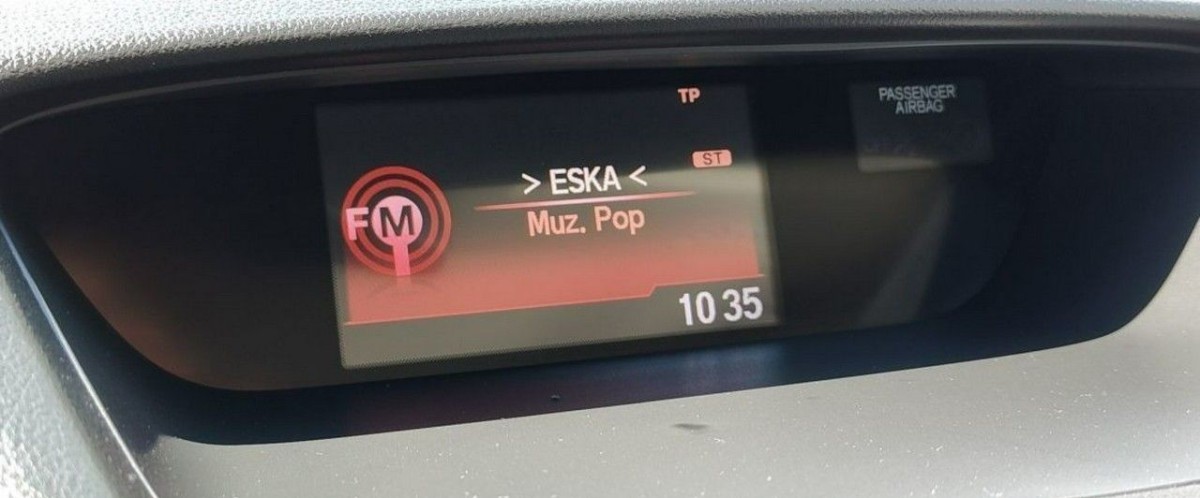 TP
PASSENGER
AIRBAG
ST
> ESKA <
FM
Muz. Pop
10 35